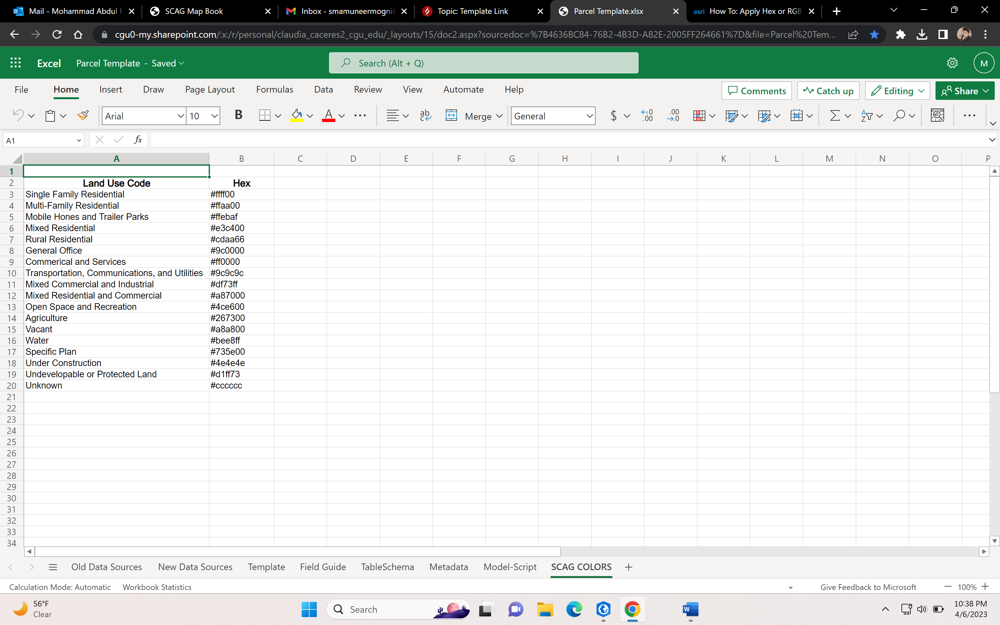 Mail - Mohammad Abdul M SCAG Map Book Inbox - smamuneermogni@ Topic: Template Link Parcel Template.xlsx esri How To: Apply Hex or RGB
cgu0-my.sharepoint.com/:x:/r/personal/claudia_caceres2_cgu_edu/_layouts/15/doc2.aspx?sourcedoc=%7B4636BC84-76B2-4B3D-A82E-2005FF264661%7D&file=Parcel%20Tem...
Excel Parcel Template - Saved Search (Alt + Q) M
File Home Insert Draw Page Layout Formulas Data Review View Automate Help Comments Catch up Editing Share
Arial 10 B A ab Merge General $ .00 .00
A1 fx
A B C D E F G H I J K L M N O P
1
2 Land Use Code Hex
3 Single Family Residential #ffff00
4 Multi-Family Residential #ffaa00
5 Mobile Hones and Trailer Parks #ffebaf
6 Mixed Residential #e3c400
7 Rural Residential #cdaa66
8 General Office #9c0000
9 Commerical and Services #ff0000
10 Transportation, Communications, and Utilities #9c9c9c
11 Mixed Commercial and Industrial #df73ff
12 Mixed Residential and Commercial #a87000
13 Open Space and Recreation #4ce600
14 Agriculture #267300
15 Vacant #a8a800
16 Water #bee8ff
17 Specific Plan #735e00
18 Under Construction #4e4e4e
19 Undevelopable or Protected Land #d1ff73
20 Unknown #cccccc
21
22
23
24
25
26
27
28
29
30
31
32
33
34
Old Data Sources New Data Sources Template Field Guide TableSchema Metadata Model-Script SCAG COLORS
Calculation Mode: Automatic Workbook Statistics Give Feedback to Microsoft 100%
56°F
Clear
Search
10:38 PM
4/6/2023